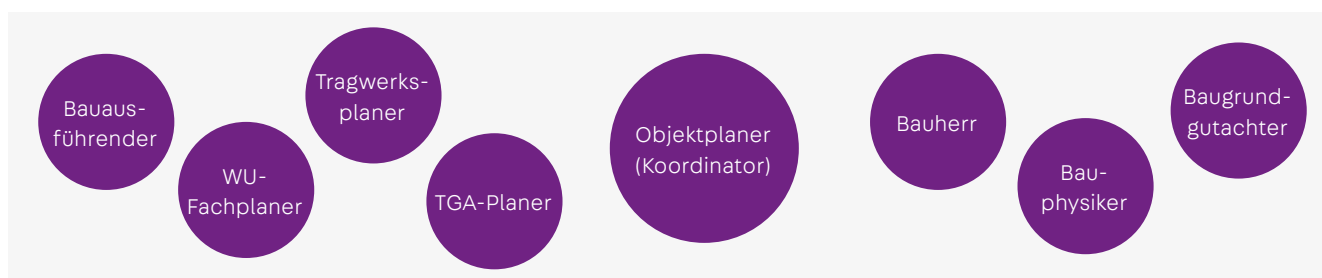 Bauaus-
führender
WU-
Fachplaner
Tragwerks-
planer
TGA-Planer
Objektplaner
(Koordinator)
Bauherr
Bau-
physiker
Baugrund-
gutachter